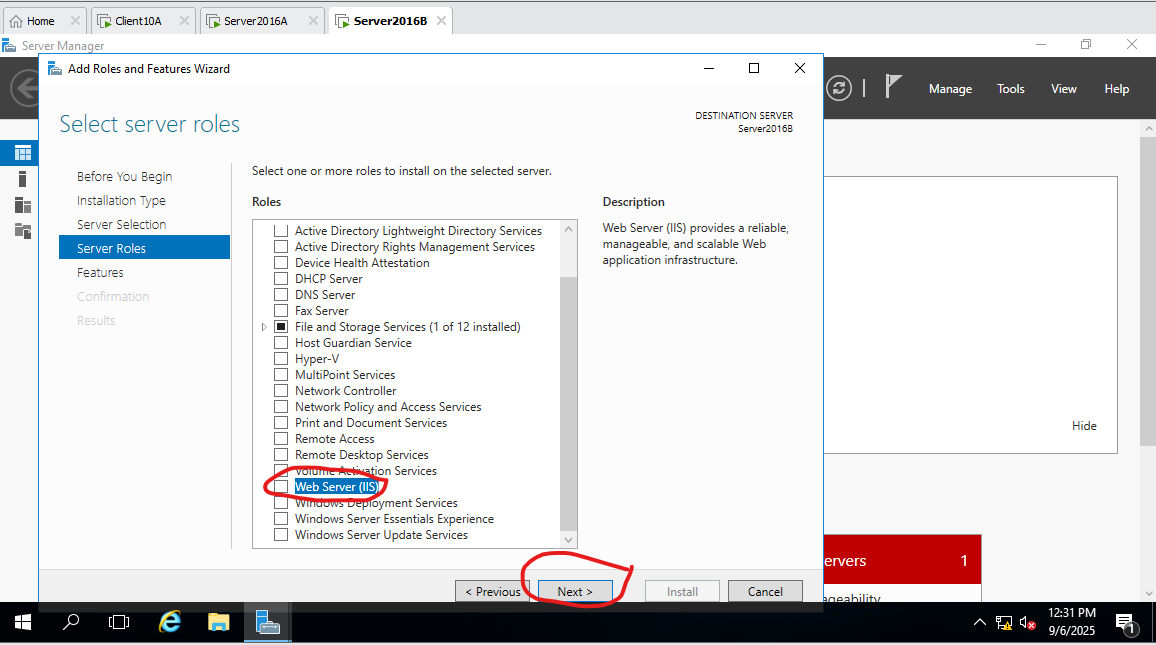 Home
Client10A
Server2016A
Server2016B
Server Manager
Add Roles and Features Wizard
Manage
Tools
View
Help
Select server roles
DESTINATION SERVER
Server2016B
Before You Begin
Installation Type
Server Selection
Server Roles
Features
Confirmation
Results
Select one or more roles to install on the selected server.
Roles
Active Directory Lightweight Directory Services
Active Directory Rights Management Services
Device Health Attestation
DHCP Server
DNS Server
Fax Server
File and Storage Services (1 of 12 installed)
Host Guardian Service
Hyper-V
MultiPoint Services
Network Controller
Network Policy and Access Services
Print and Document Services
Remote Access
Remote Desktop Services
Volume Activation Services
Web Server (IIS)
Windows Deployment Services
Windows Server Essentials Experience
Windows Server Update Services
Description
Web Server (IIS) provides a reliable,
manageable, and scalable Web
application infrastructure.
Hide
ervers 1
ageability
< Previous
Next >
Install
Cancel
12:31 PM
9/6/2025
1